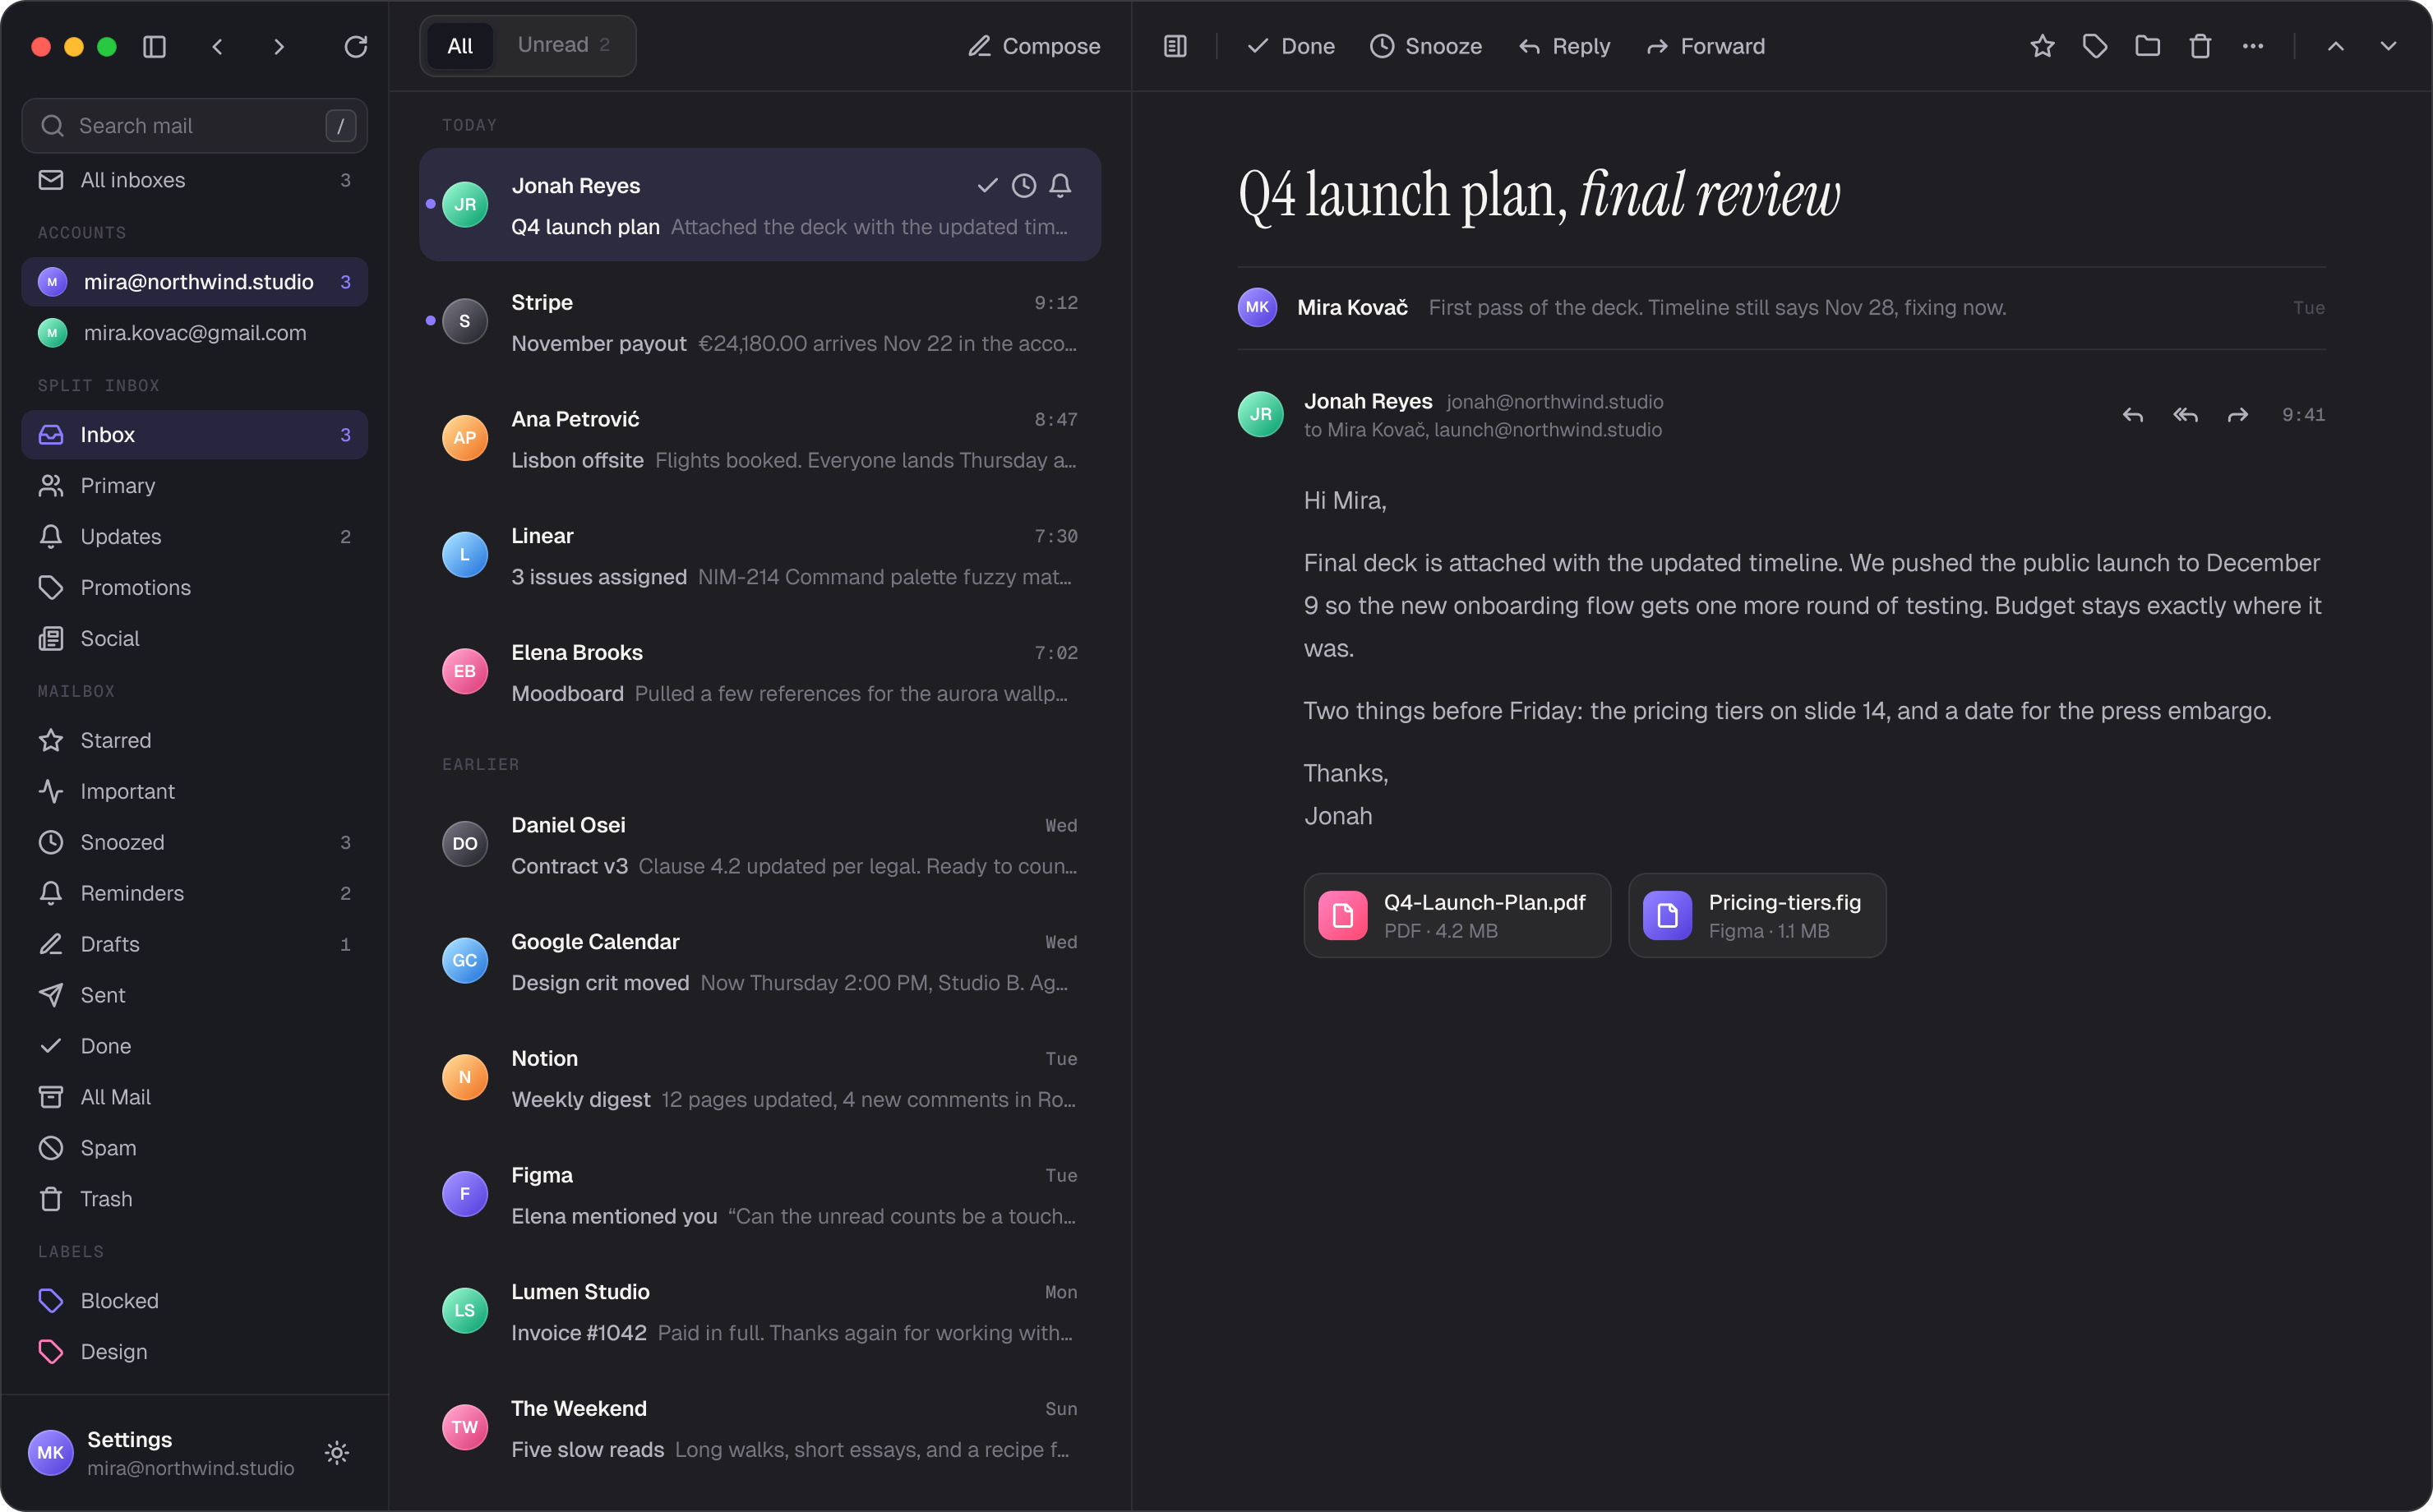 Search mail /
All inboxes 3
ACCOUNTS
M mira@northwind.studio 3
M mira.kovac@gmail.com
SPLIT INBOX
Inbox 3
Primary
Updates 2
Promotions
Social
MAILBOX
Starred
Important
Snoozed 3
Reminders 2
Drafts 1
Sent
Done
All Mail
Spam
Trash
LABELS
Blocked
Design
MK Settings
mira@northwind.studio
All Unread 2 Compose
TODAY
JR Jonah Reyes
Q4 launch plan Attached the deck with the updated tim…
S Stripe 9:12
November payout €24,180.00 arrives Nov 22 in the acco…
AP Ana Petrović 8:47
Lisbon offsite Flights booked. Everyone lands Thursday a…
L Linear 7:30
3 issues assigned NIM-214 Command palette fuzzy mat…
EB Elena Brooks 7:02
Moodboard Pulled a few references for the aurora wallp…
EARLIER
DO Daniel Osei Wed
Contract v3 Clause 4.2 updated per legal. Ready to coun…
GC Google Calendar Wed
Design crit moved Now Thursday 2:00 PM, Studio B. Ag…
N Notion Tue
Weekly digest 12 pages updated, 4 new comments in Ro…
F Figma Tue
Elena mentioned you “Can the unread counts be a touch…
LS Lumen Studio Mon
Invoice #1042 Paid in full. Thanks again for working with…
TW The Weekend Sun
Five slow reads Long walks, short essays, and a recipe f…
Done Snooze Reply Forward
Q4 launch plan, final review
MK Mira Kovač First pass of the deck. Timeline still says Nov 28, fixing now. Tue
JR Jonah Reyes jonah@northwind.studio 9:41
to Mira Kovač, launch@northwind.studio
Hi Mira,
Final deck is attached with the updated timeline. We pushed the public launch to December
9 so the new onboarding flow gets one more round of testing. Budget stays exactly where it
was.
Two things before Friday: the pricing tiers on slide 14, and a date for the press embargo.
Thanks,
Jonah
Q4-Launch-Plan.pdf
PDF · 4.2 MB
Pricing-tiers.fig
Figma · 1.1 MB